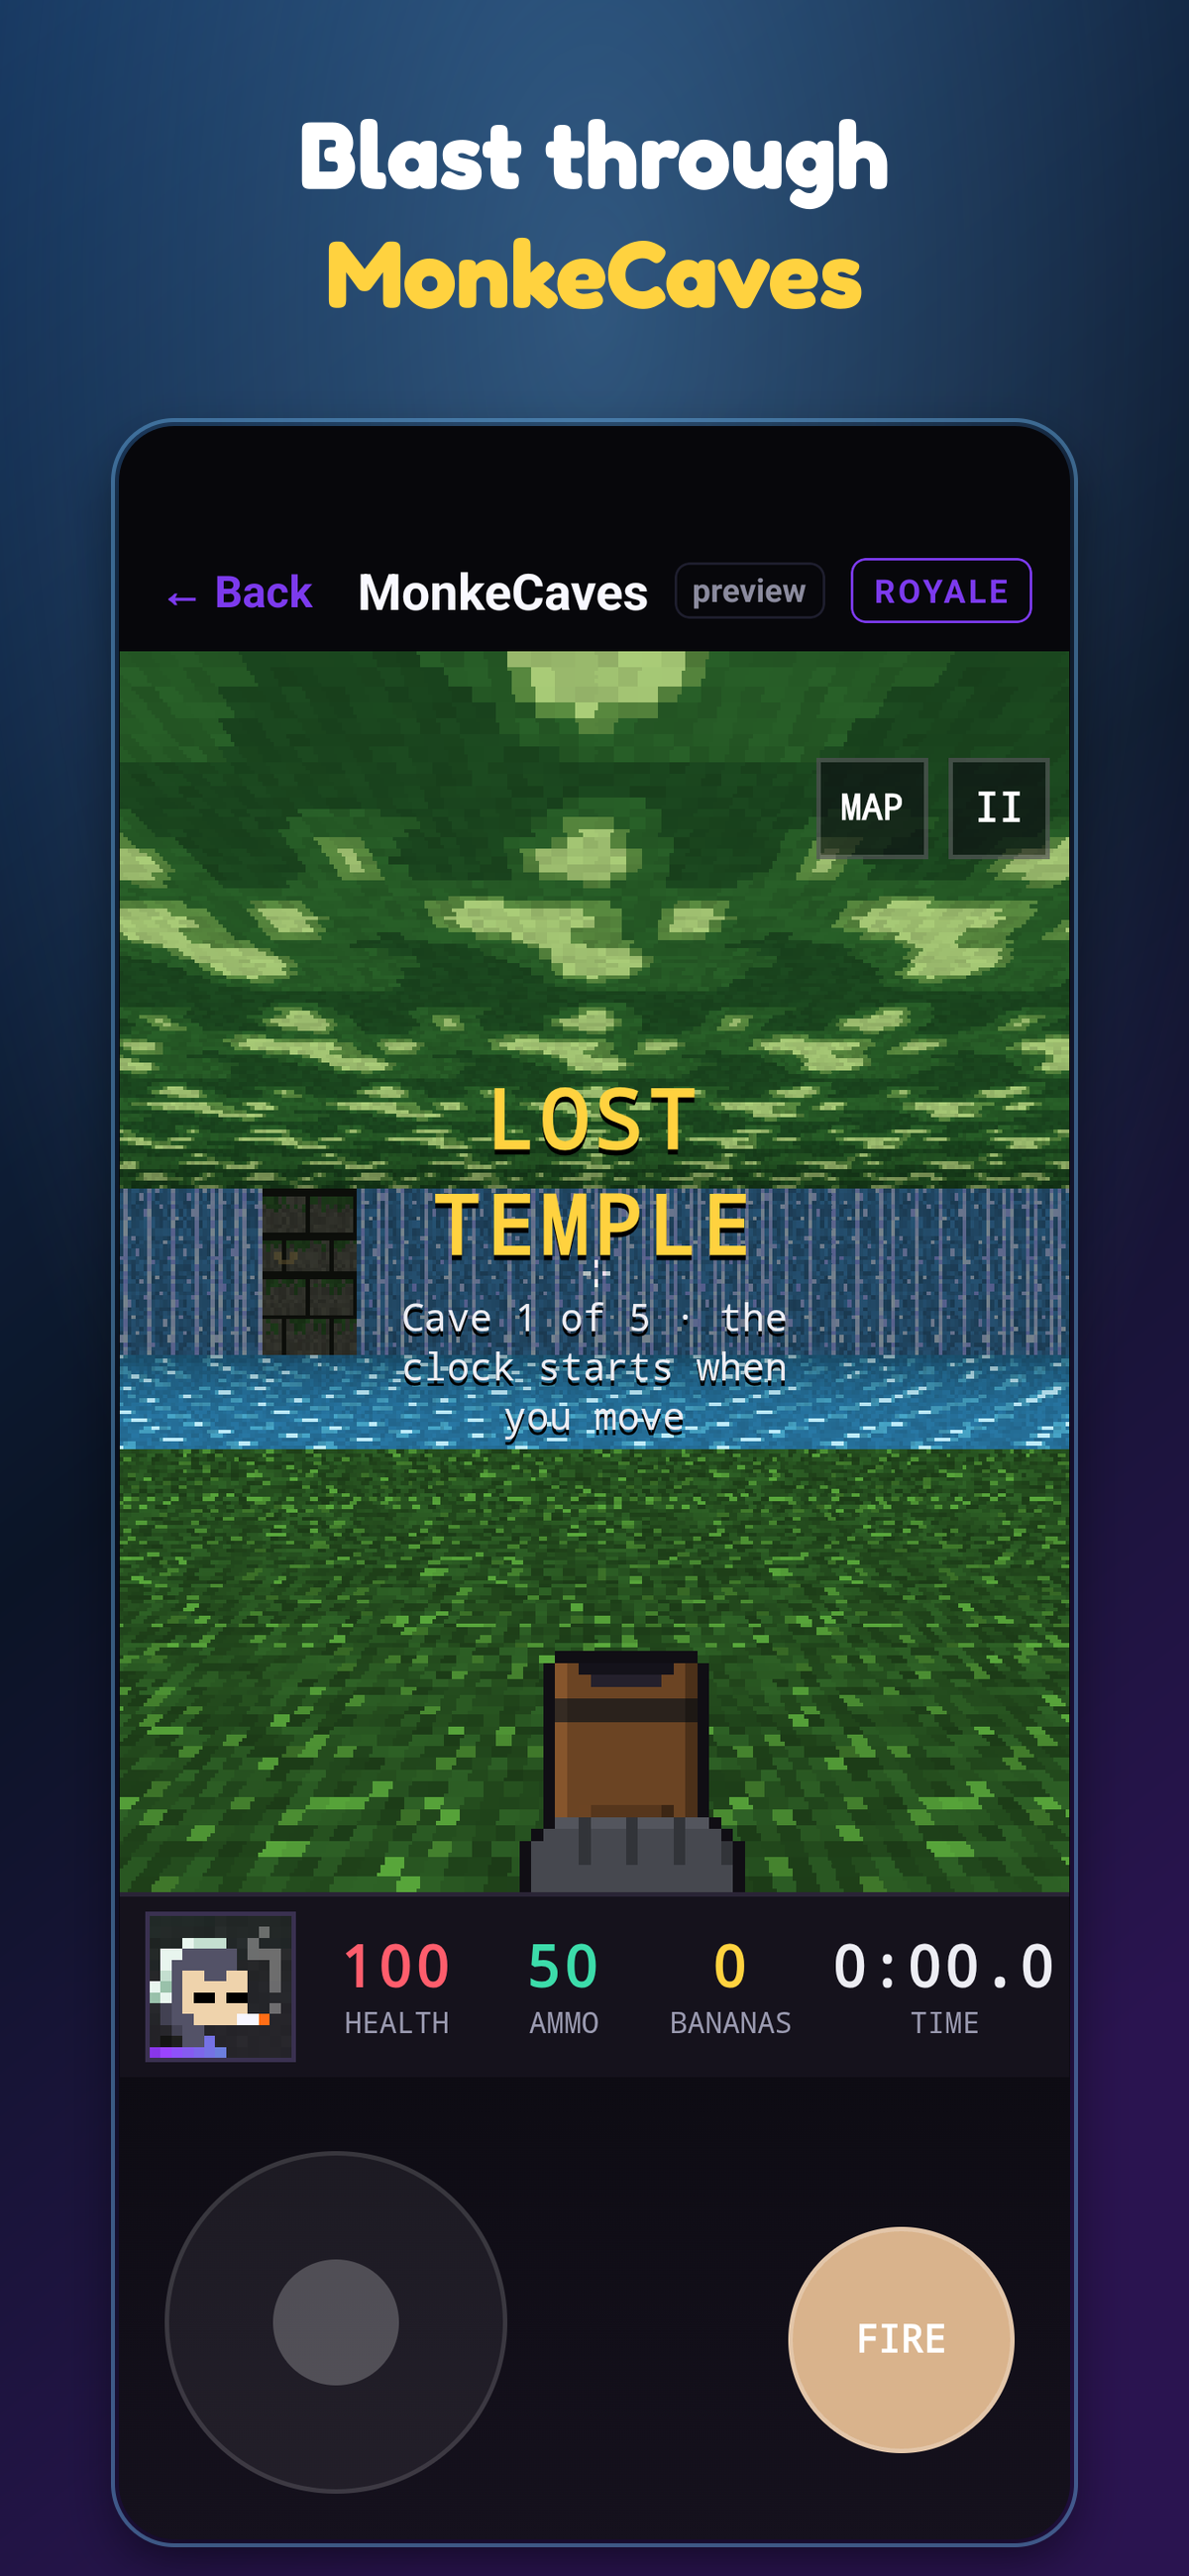 Blast through
MonkeCaves
← Back MonkeCaves preview ROYALE
MAP II
LOST
TEMPLE
Cave 1 of 5 · the
clock starts when
you move
100 50 0 0:00.0
HEALTH AMMO BANANAS TIME
FIRE